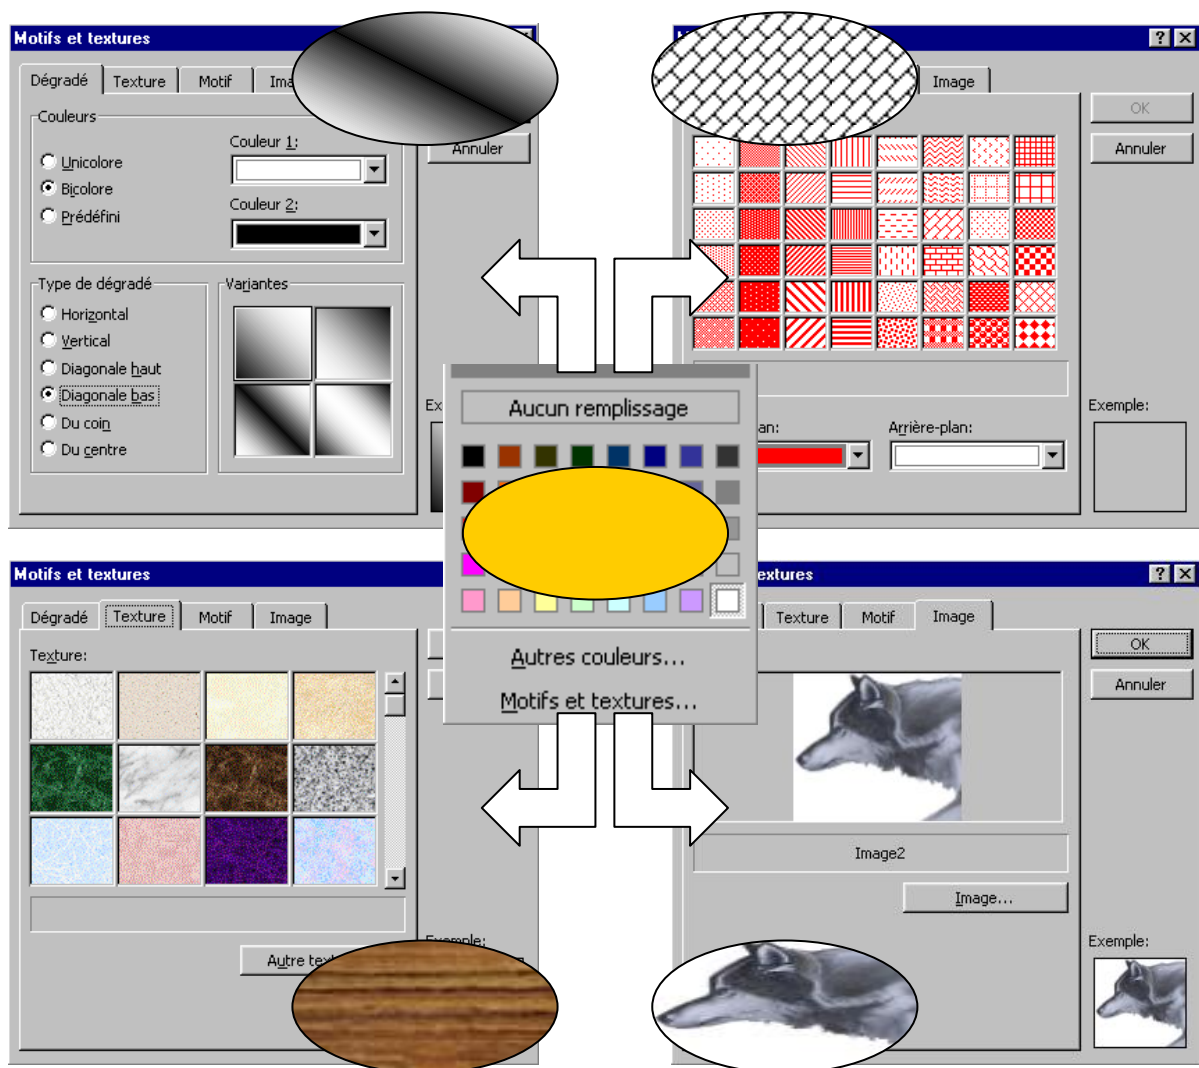 Motifs et textures
Dégradé Texture Motif
Couleurs
Unicolore
Bicolore
Prédéfini
Couleur 1:
Couleur 2:
Annuler
Type de dégradé
Horizontal
Vertical
Diagonale haut
Diagonale bas
Du coin
Du centre
Variantes
Image
OK
Annuler
Arrière-plan:
Exemple:
Aucun remplissage
Autres couleurs...
Motifs et textures...
Motifs et textures
Dégradé Texture Motif Image
Texture:
Autre
Exemple:
textures
Texture Motif Image
OK
Annuler
Image2
Image...
Exemple: